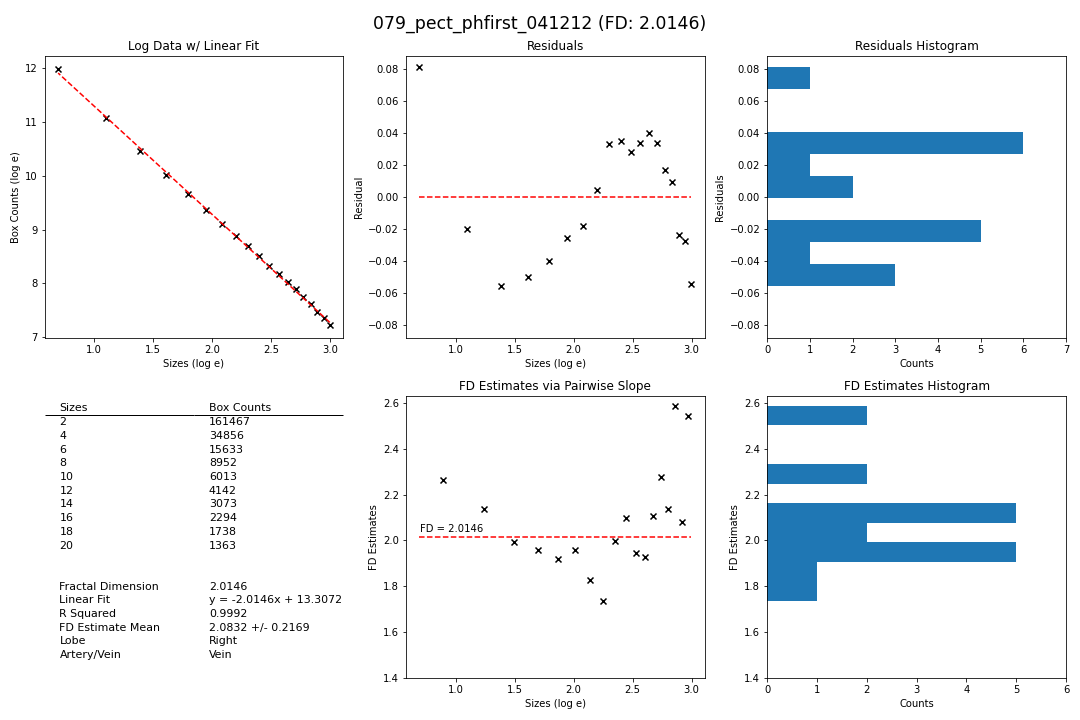 079_pect_phfirst_041212 (FD: 2.0146)
Log Data w/ Linear Fit
Box Counts (log e)
12
11
10
9
8
7
1.0 1.5 2.0 2.5 3.0
Sizes (log e)
Residuals
Residual
0.08
0.06
0.04
0.02
0.00
−0.02
−0.04
−0.06
−0.08
1.0 1.5 2.0 2.5 3.0
Sizes (log e)
Residuals Histogram
Residuals
0.08
0.06
0.04
0.02
0.00
−0.02
−0.04
−0.06
−0.08
0 1 2 3 4 5 6 7
Counts
Sizes Box Counts
2 161467
4 34856
6 15633
8 8952
10 6013
12 4142
14 3073
16 2294
18 1738
20 1363
Fractal Dimension 2.0146
Linear Fit y = -2.0146x + 13.3072
R Squared 0.9992
FD Estimate Mean 2.0832 +/- 0.2169
Lobe Right
Artery/Vein Vein
FD Estimates via Pairwise Slope
FD Estimates
2.6
2.4
2.2
2.0
1.8
1.6
1.4
FD = 2.0146
1.0 1.5 2.0 2.5 3.0
Sizes (log e)
FD Estimates Histogram
FD Estimates
2.6
2.4
2.2
2.0
1.8
1.6
1.4
0 1 2 3 4 5 6
Counts